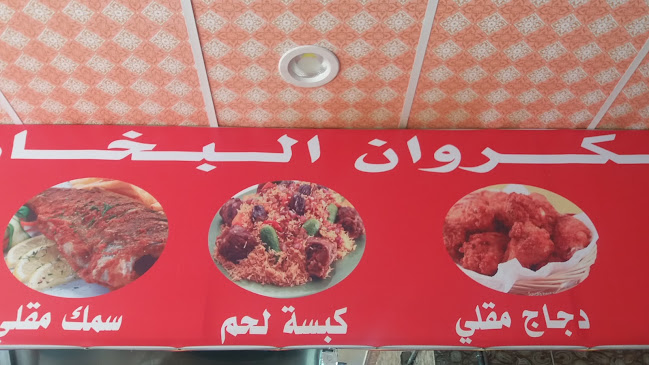 كروان البخا
دجاج مقلي
كبسة لحم
سمك مقلي